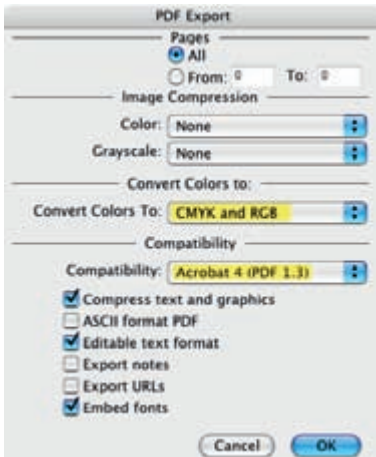 PDF Export
Pages
All
From: 0 To: 0
Image Compression
Color: None
Grayscale: None
Convert Colors to:
Convert Colors To: CMYK and RGB
Compatibility
Compatibility: Acrobat 4 (PDF 1.3)
Compress text and graphics
ASCII format PDF
Editable text format
Export notes
Export URLs
Embed fonts
Cancel OK